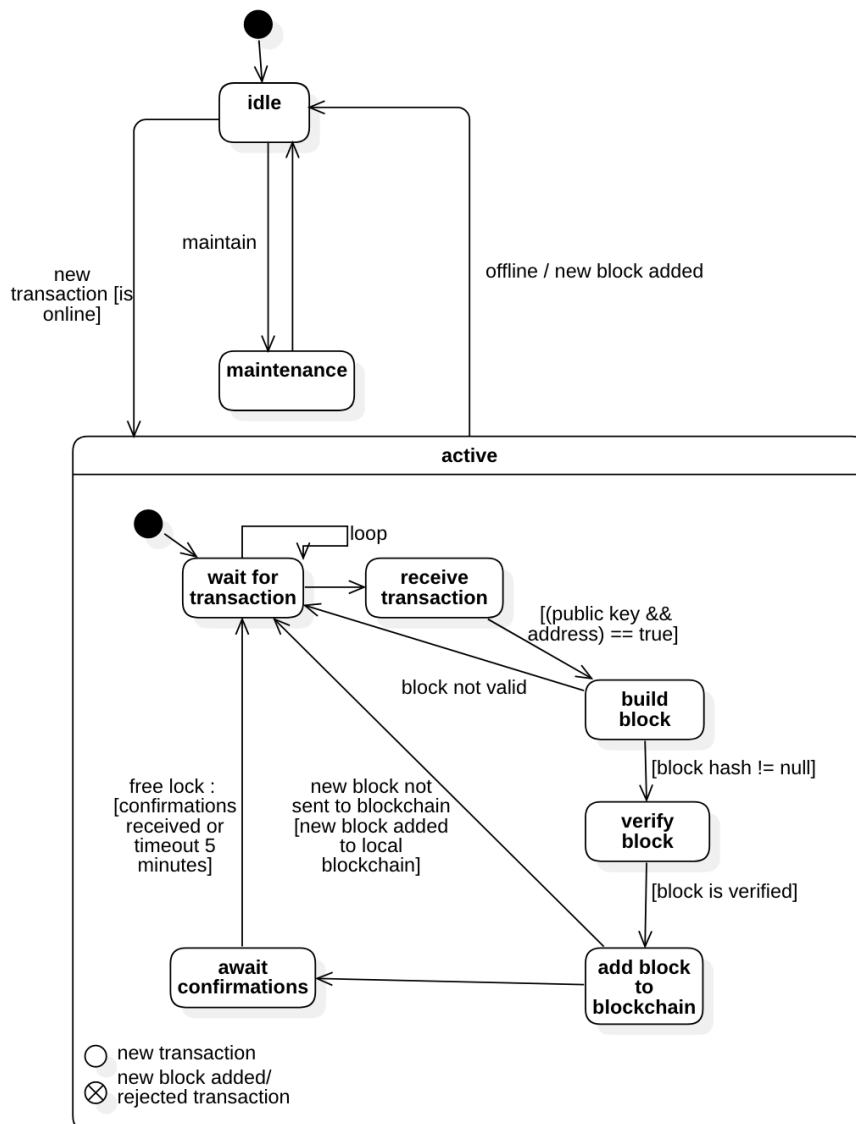 idle
maintain
new
transaction [is
online]
offline / new block added
maintenance
active
loop
wait for
transaction
receive
transaction
[(public key &&
address) == true]
block not valid
build
block
[block hash != null]
free lock :
[confirmations
received or
timeout 5
minutes]
new block not
sent to blockchain
[new block added
to local
blockchain]
verify
block
[block is verified]
await
confirmations
add block
to
blockchain
new transaction
new block added/
rejected transaction